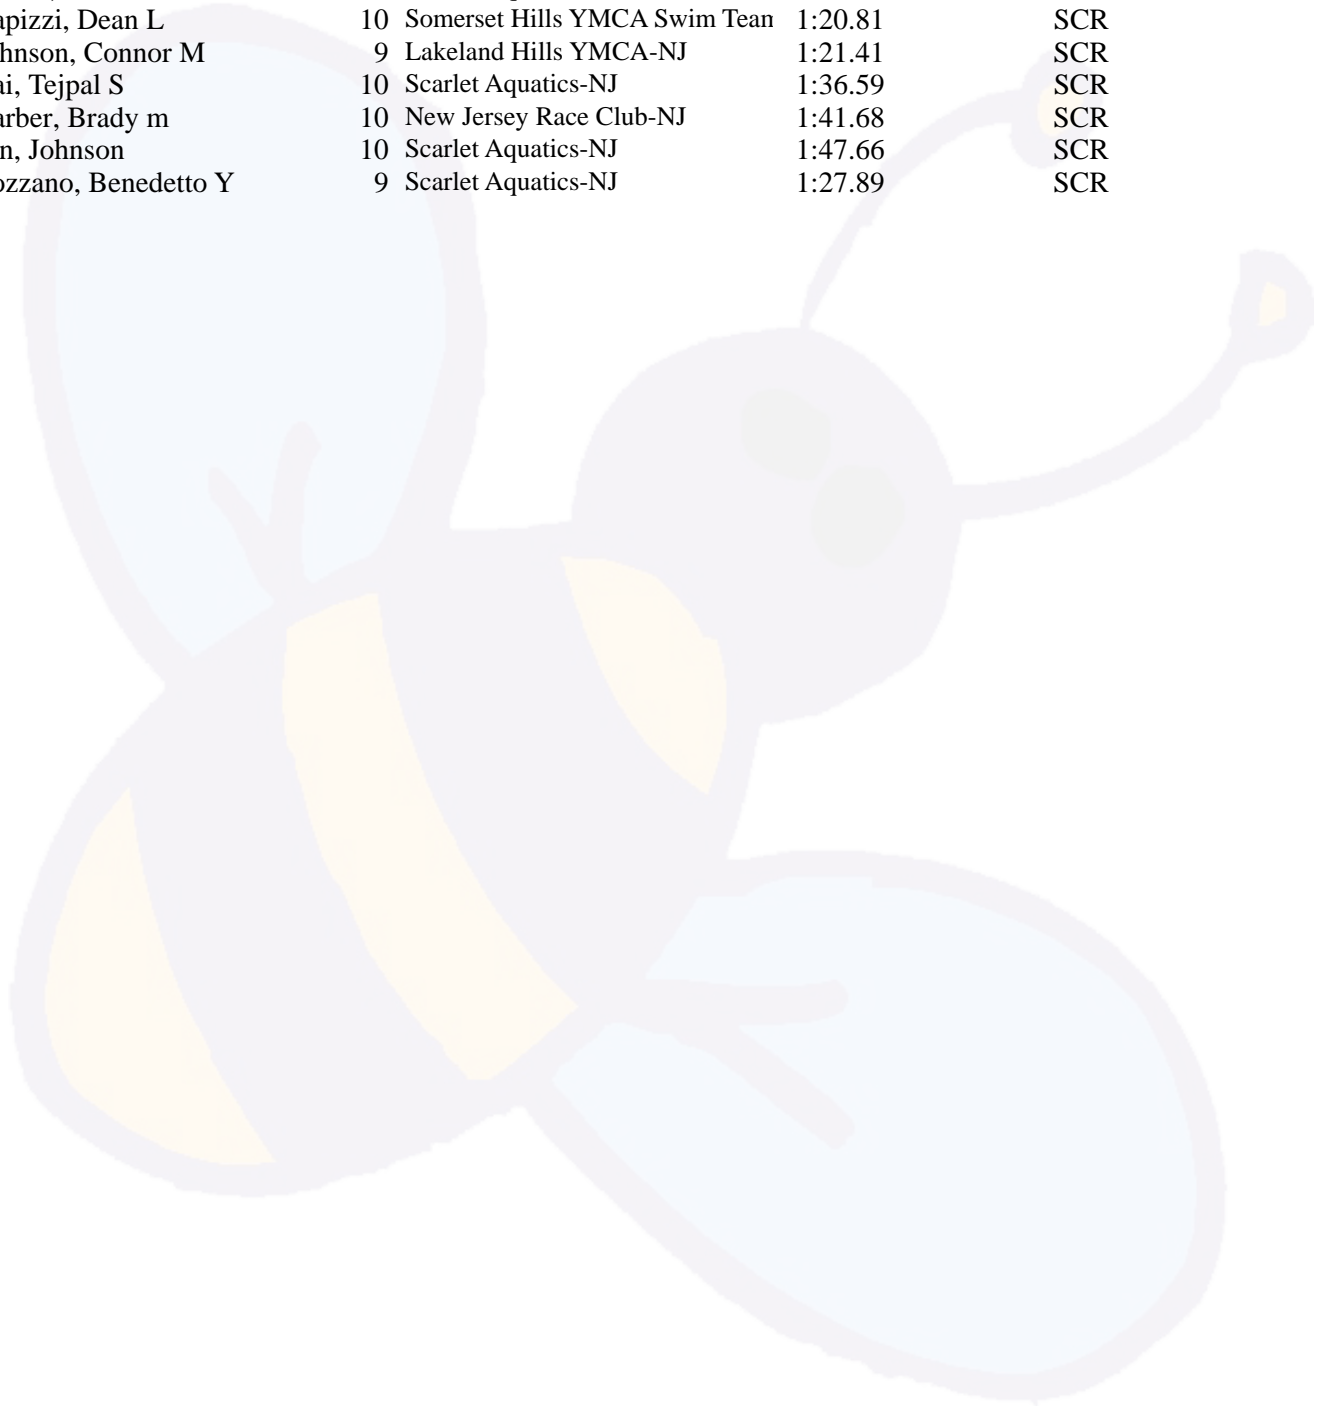 apizzi, Dean L 10 Somerset Hills YMCA Swim Tean 1:20.81 SCR
hnson, Connor M 9 Lakeland Hills YMCA-NJ 1:21.41 SCR
ai, Tejpal S 10 Scarlet Aquatics-NJ 1:36.59 SCR
arber, Brady m 10 New Jersey Race Club-NJ 1:41.68 SCR
n, Johnson 10 Scarlet Aquatics-NJ 1:47.66 SCR
ozzano, Benedetto Y 9 Scarlet Aquatics-NJ 1:27.89 SCR